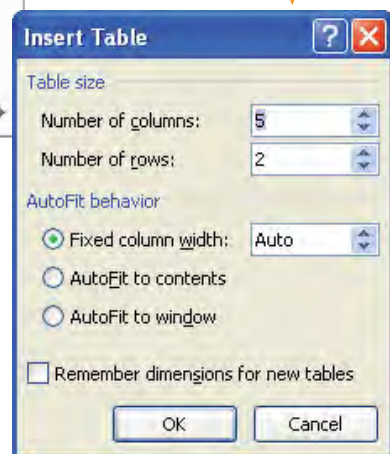 Insert Table
Table size
Number of columns: 5
Number of rows: 2
AutoFit behavior
Fixed column width: Auto
AutoFit to contents
AutoFit to window
Remember dimensions for new tables
OK Cancel